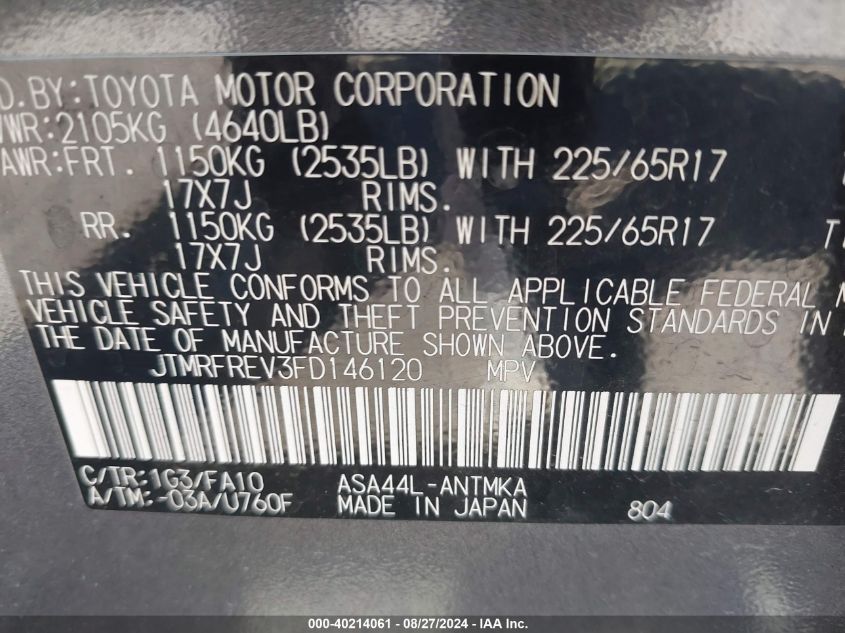 D.BY:TOYOTA MOTOR CORPORATION
VWR:2105KG (4640LB)
AWR:FRT. 1150KG (2535LB) WITH 225/65R17
17X7J RIMS.
RR. 1150KG (2535LB) WITH 225/65R17
17X7J RIMS.
THIS VEHICLE CONFORMS TO ALL APPLICABLE FEDERAL M
VEHICLE SAFETY AND THEFT PREVENTION STANDARDS IN
THE DATE OF MANUFACTURE SHOWN ABOVE.
JTMRFREV3FD146120 MPV
C/TR:1G3/FA10 ASA44L-ANTMKA
A/TM:-03A/U760F MADE IN JAPAN 804
000-40214061 - 08/27/2024 - IAA Inc.